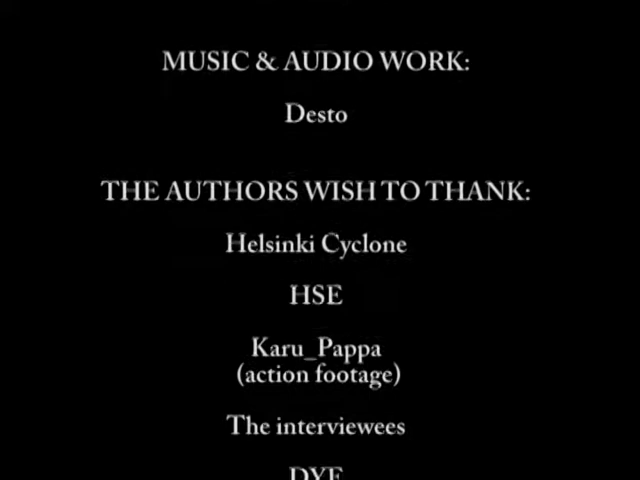 MUSIC & AUDIO WORK:
Desto
THE AUTHORS WISH TO THANK:
Helsinki Cyclone
HSE
Karu_Pappa
(action footage)
The interviewees